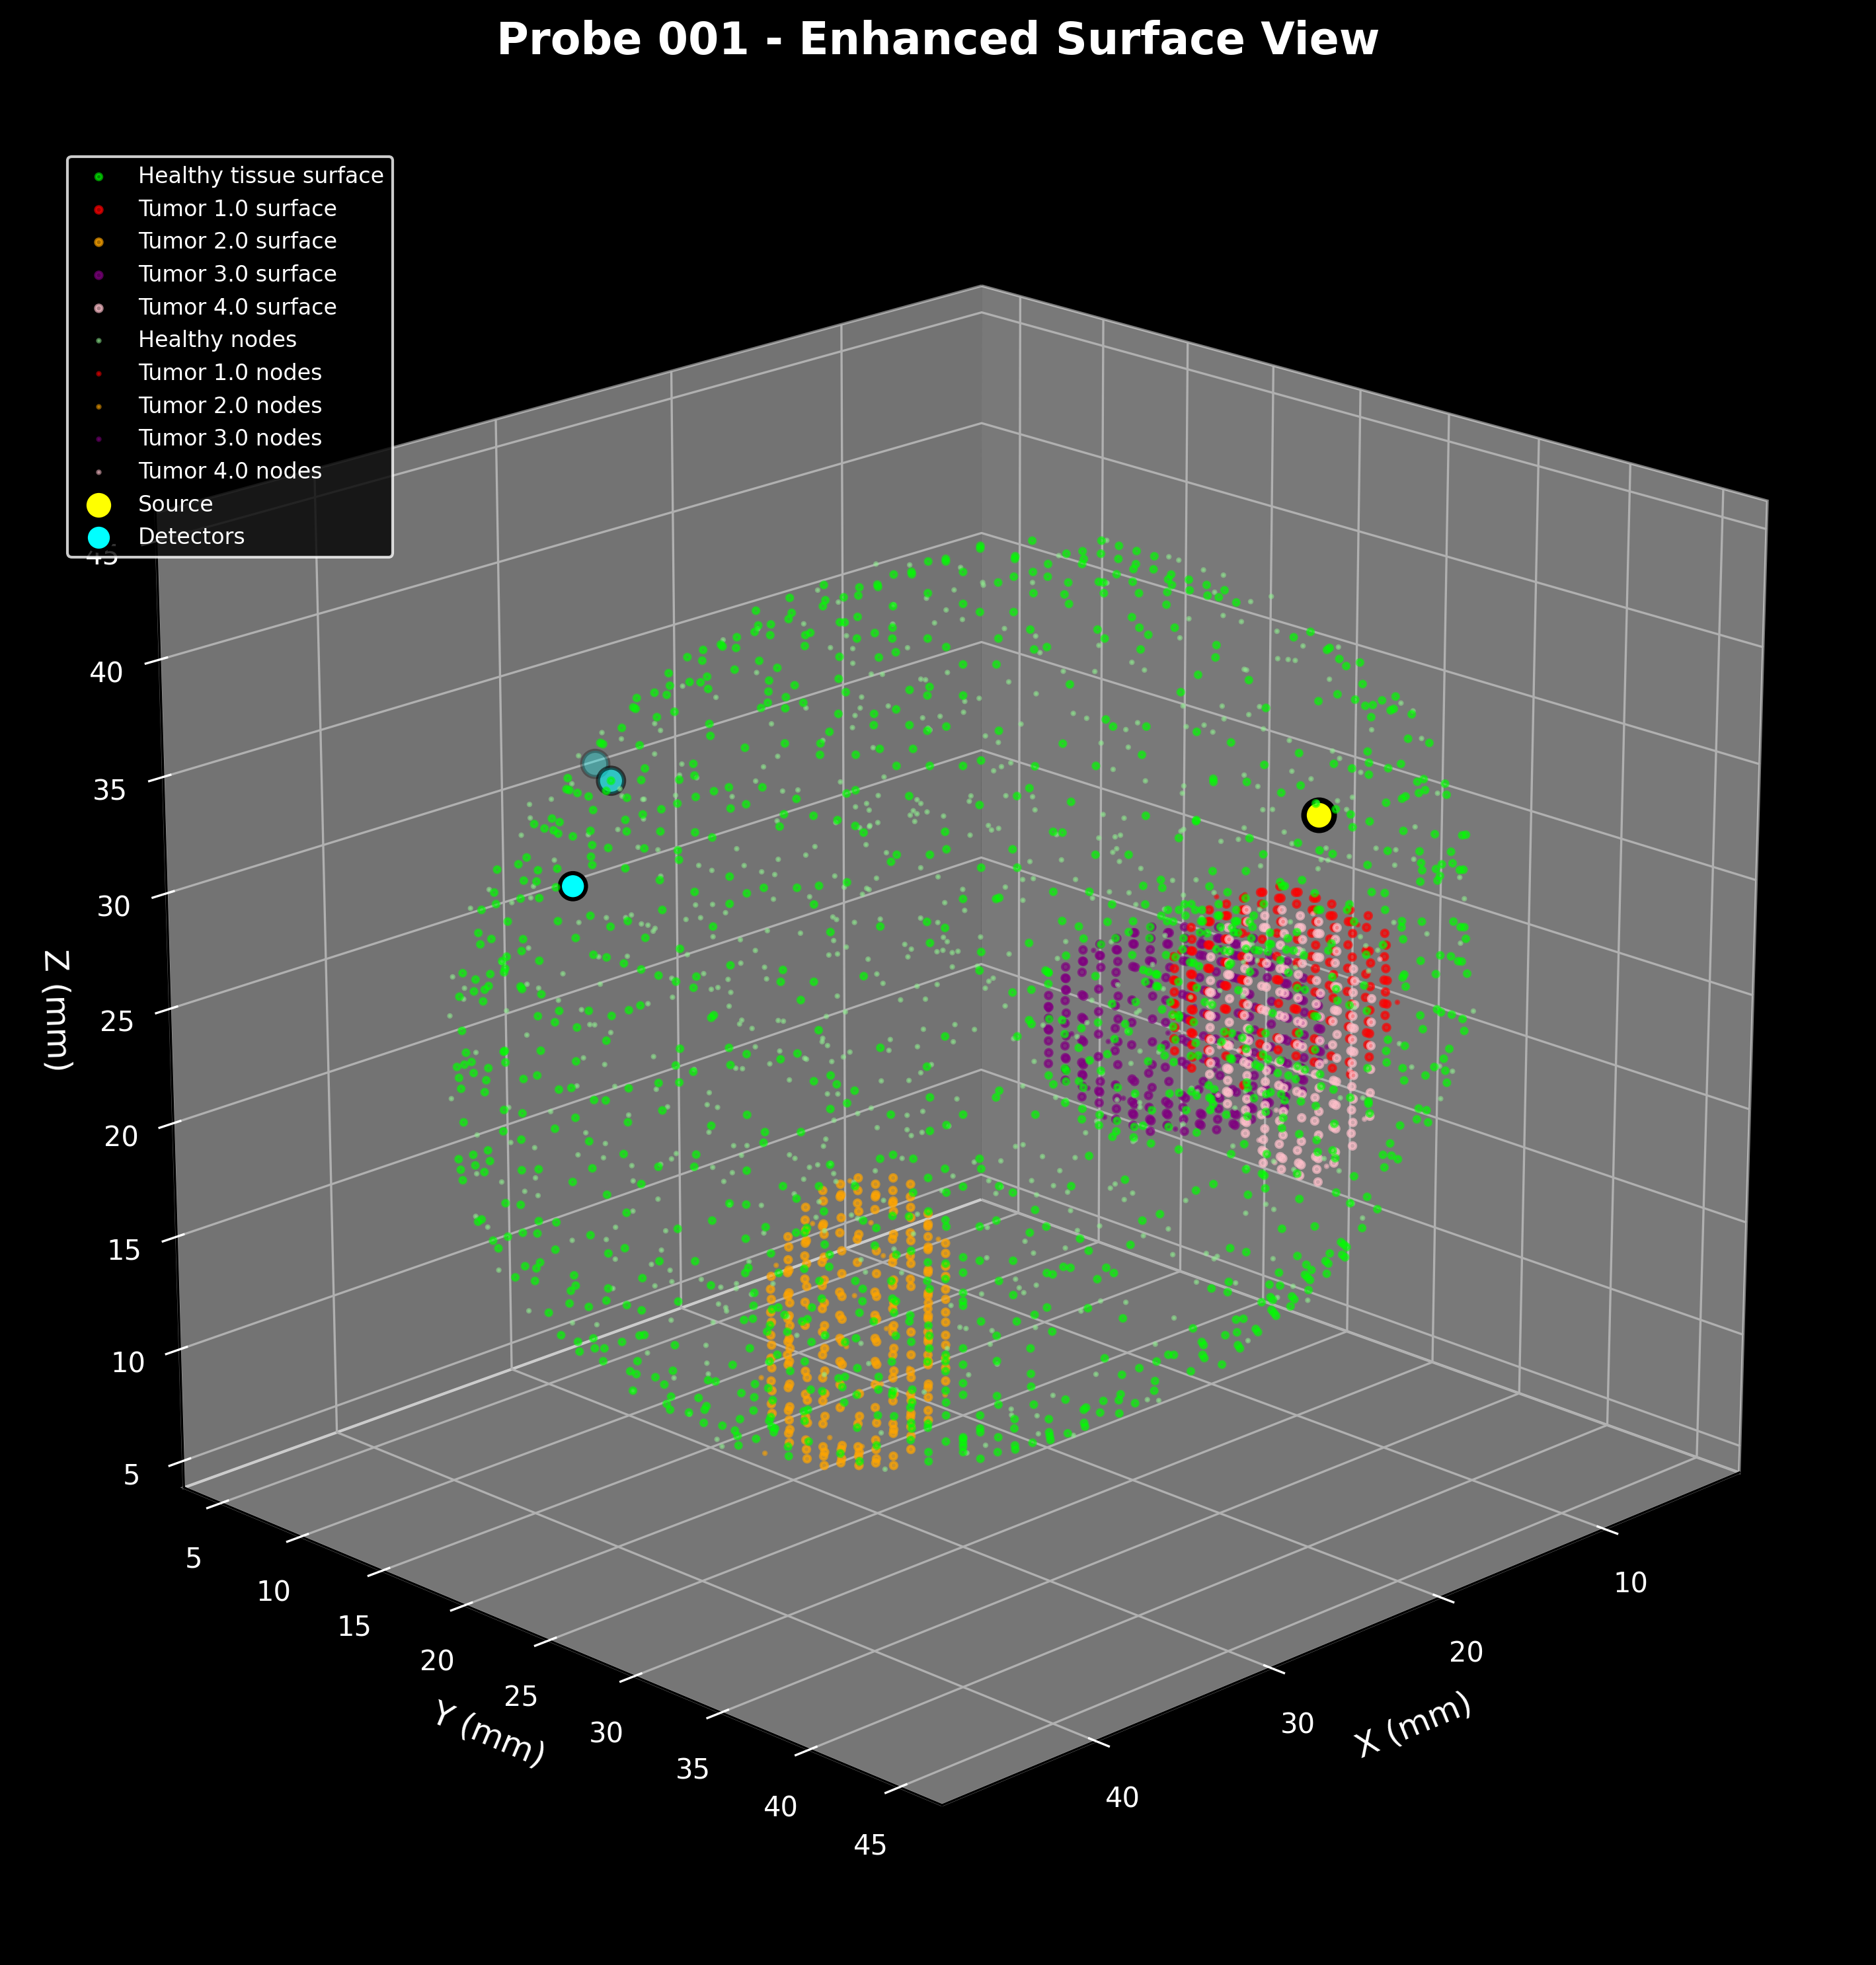 Probe 001 - Enhanced Surface View
Healthy tissue surface
Tumor 1.0 surface
Tumor 2.0 surface
Tumor 3.0 surface
Tumor 4.0 surface
Healthy nodes
Tumor 1.0 nodes
Tumor 2.0 nodes
Tumor 3.0 nodes
Tumor 4.0 nodes
Source
Detectors
45
40
35
30
25
20
15
10
5
Z (mm)
5
10
15
20
25
30
35
40
45
Y (mm)
10
20
30
40
X (mm)